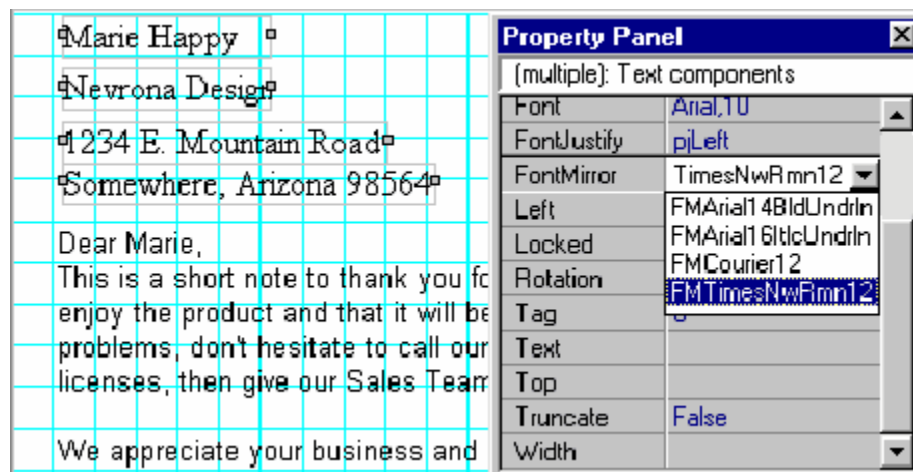 Marie Happy
Nevrona Design
1234 E. Mountain Road
Somewhere, Arizona 98564
Dear Marie,
This is a short note to thank you fo
enjoy the product and that it will be
problems, don't hesitate to call our
licenses, then give our Sales Team
We appreciate your business and
Property Panel
(multiple): Text components
Font Arial,10
FontJustify pjLeft
FontMirror TimesNwRmn12
Left FMArial14BldUndrln
Locked FMArial16ItlcUndrln
Rotation FMCourier12
FMTimesNwRmn12
Tag
Text
Top
Truncate False
Width